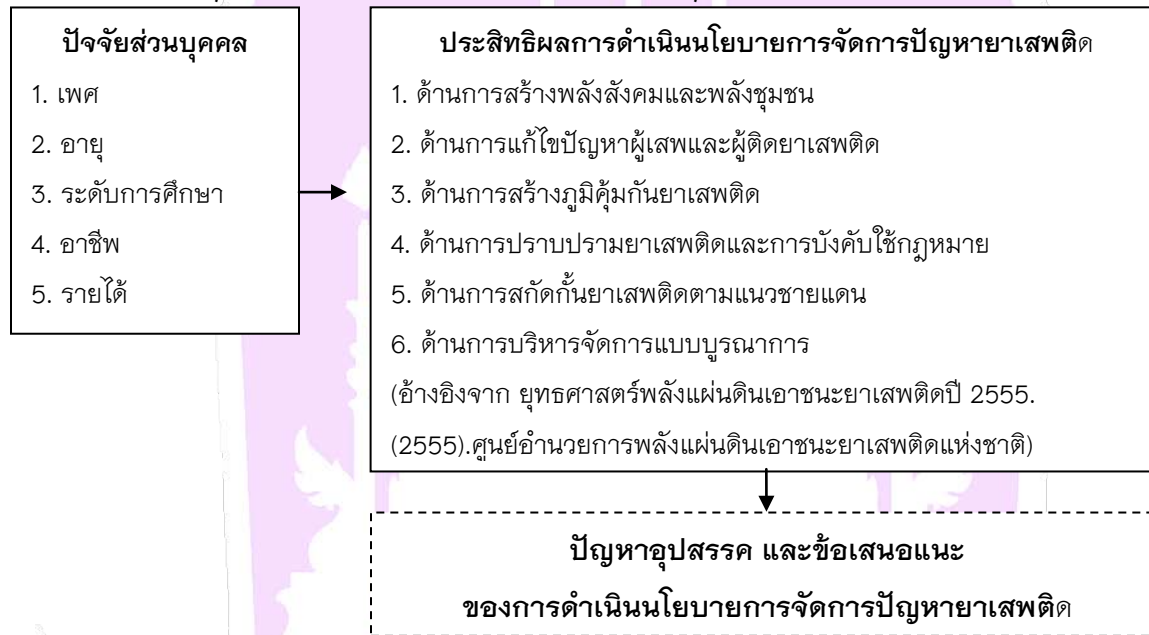 ปัจจัยส่วนบุคคล
1. เพศ
2. อายุ
3. ระดับการศึกษา
4. อาชีพ
5. รายได้
ประสิทธิผลการดำเนินนโยบายการจัดการปัญหายาเสพติด
1. ด้านการสร้างพลังสังคมและพลังชุมชน
2. ด้านการแก้ไขปัญหาผู้เสพและผู้ติดยาเสพติด
3. ด้านการสร้างภูมิคุ้มกันยาเสพติด
4. ด้านการปราบปรามยาเสพติดและการบังคับใช้กฎหมาย
5. ด้านการสกัดกั้นยาเสพติดตามแนวชายแดน
6. ด้านการบริหารจัดการแบบบูรณาการ
(อ้างอิงจาก ยุทธศาสตร์พลังแผ่นดินเอาชนะยาเสพติดปี 2555.
(2555).ศูนย์อำนวยการพลังแผ่นดินเอาชนะยาเสพติดแห่งชาติ)
ปัญหาอุปสรรค และข้อเสนอแนะ
ของการดำเนินนโยบายการจัดการปัญหายาเสพติด